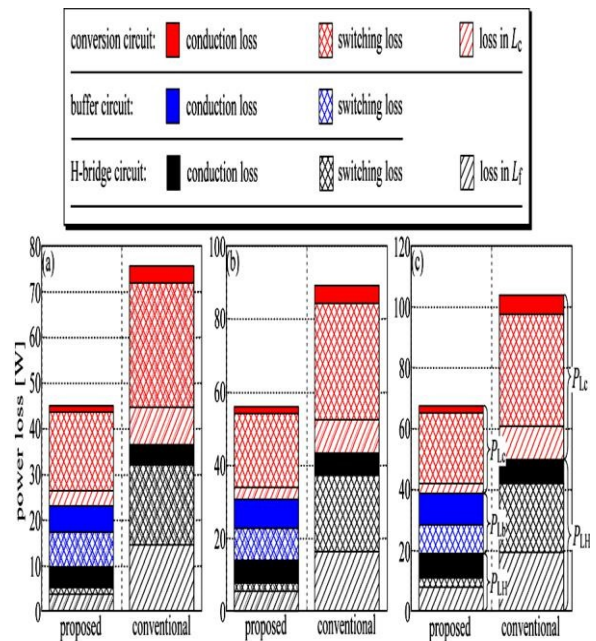 conversion circuit: conduction loss switching loss loss in Lc
buffer circuit: conduction loss switching loss
H-bridge circuit: conduction loss switching loss loss in Lf
power loss [W]
(a)
80
70
60
50
40
30
20
10
0
proposed conventional
(b)
100
80
60
40
20
0
proposed conventional
(c)
120
100
80
60
40
20
0
PLc
PLb
PLH
PLc
PLH
proposed conventional